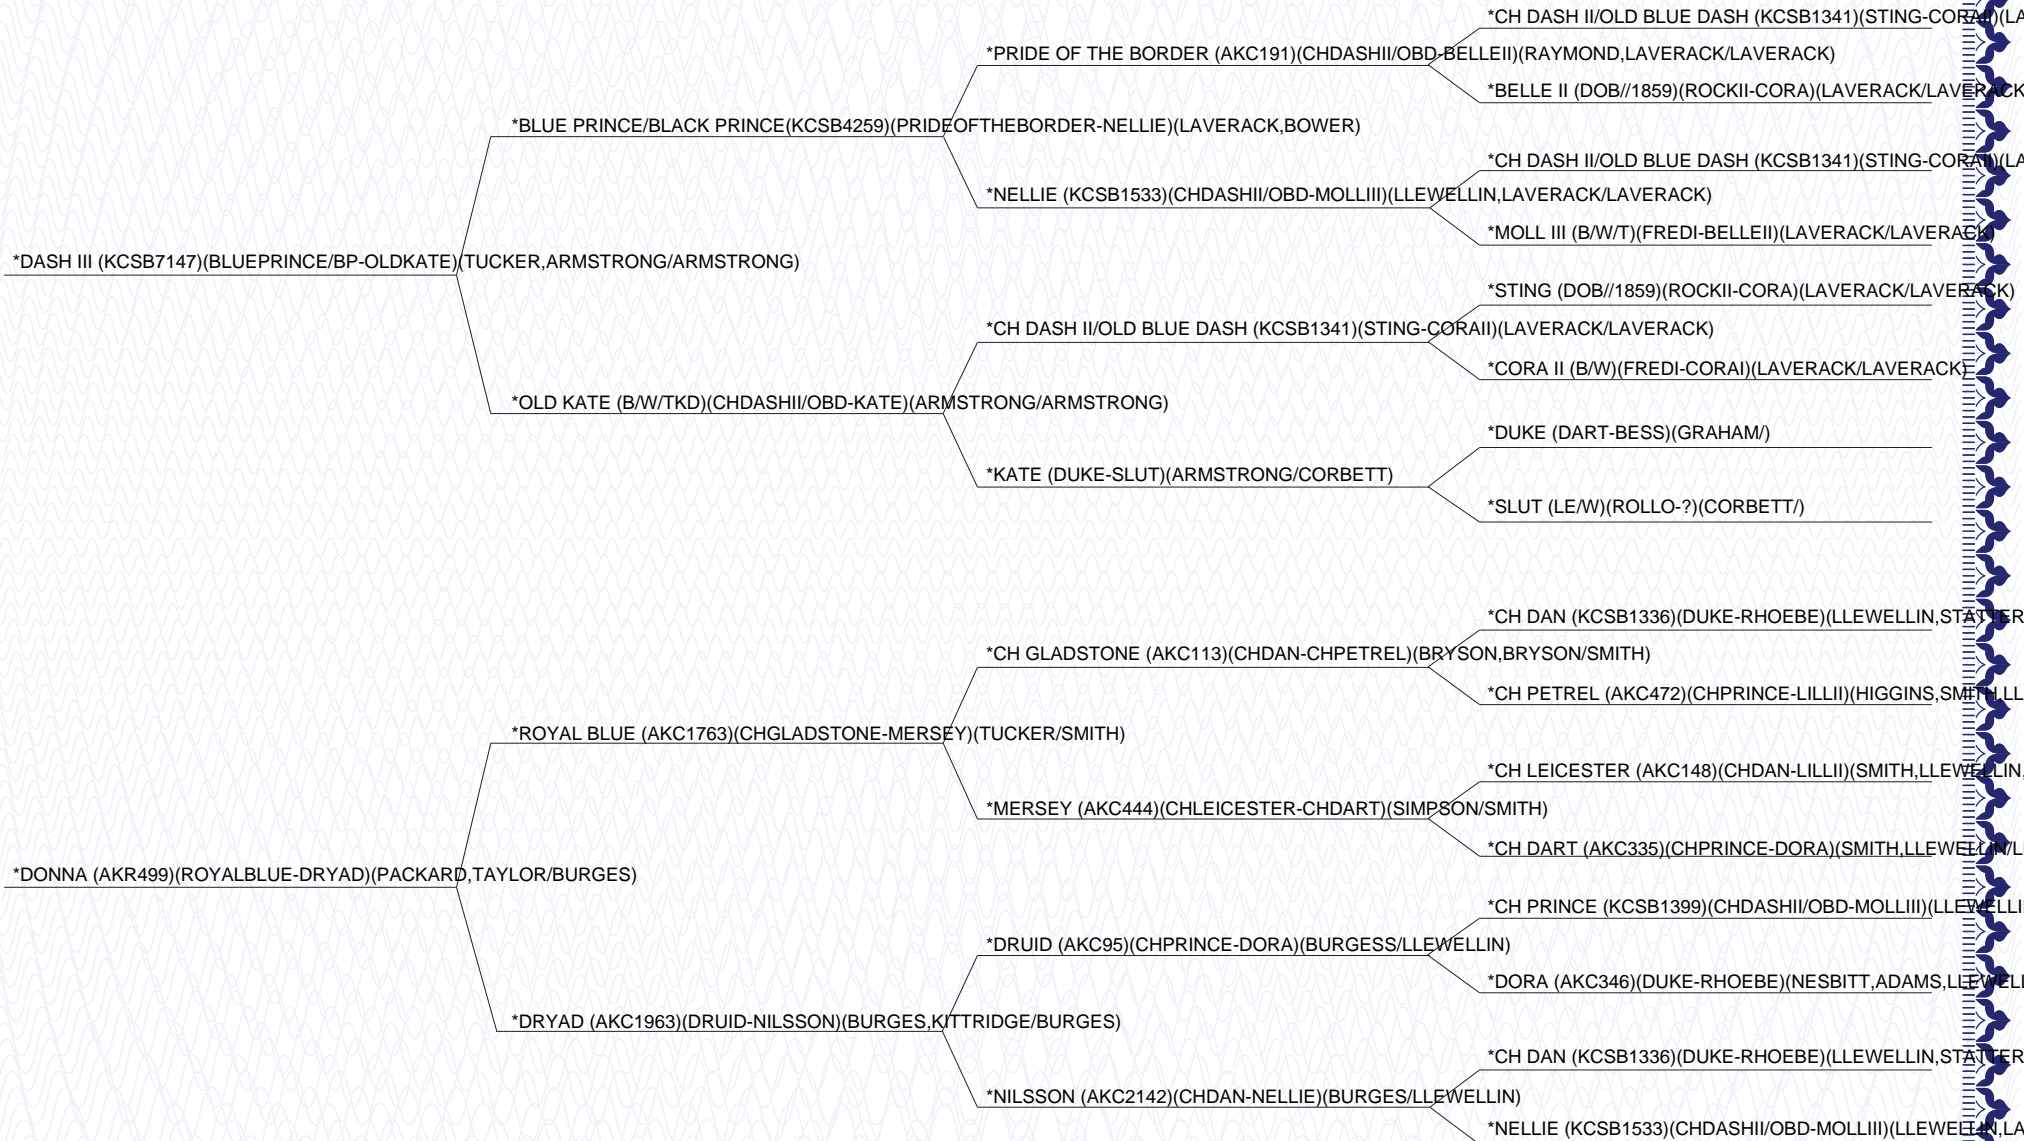 *CH DASH II/OLD BLUE DASH (KCSB1341)(STING-CORAII)(LA
*PRIDE OF THE BORDER (AKC191)(CHDASHII/OBD-BELLEII)(RAYMOND,LAVERACK/LAVERACK)
*BELLE II (DOB//1859)(ROCKII-CORA)(LAVERACK/LAVERACK
*BLUE PRINCE/BLACK PRINCE(KCSB4259)(PRIDEOFTHEBORDER-NELLIE)(LAVERACK,BOWER)
*CH DASH II/OLD BLUE DASH (KCSB1341)(STING-CORAII)(LA
*NELLIE (KCSB1533)(CHDASHII/OBD-MOLLIII)(LLEWELLIN,LAVERACK/LAVERACK)
*MOLL III (B/W/T)(FREDI-BELLEII)(LAVERACK/LAVERACK)
*DASH III (KCSB7147)(BLUEPRINCE/BP-OLDKATE)(TUCKER,ARMSTRONG/ARMSTRONG)
*STING (DOB//1859)(ROCKII-CORA)(LAVERACK/LAVERACK)
*CH DASH II/OLD BLUE DASH (KCSB1341)(STING-CORAII)(LAVERACK/LAVERACK)
*CORA II (B/W)(FREDI-CORAI)(LAVERACK/LAVERACK)
*OLD KATE (B/W/TKD)(CHDASHII/OBD-KATE)(ARMSTRONG/ARMSTRONG)
*DUKE (DART-BESS)(GRAHAM/)
*KATE (DUKE-SLUT)(ARMSTRONG/CORBETT)
*SLUT (LE/W)(ROLLO-?)(CORBETT/)
*CH DAN (KCSB1336)(DUKE-RHOEBE)(LLEWELLIN,STATTER
*CH GLADSTONE (AKC113)(CHDAN-CHPETREL)(BRYSON,BRYSON/SMITH)
*CH PETREL (AKC472)(CHPRINCE-LILLII)(HIGGINS,SMITH,LL
*ROYAL BLUE (AKC1763)(CHGLADSTONE-MERSEY)(TUCKER/SMITH)
*CH LEICESTER (AKC148)(CHDAN-LILLII)(SMITH,LLEWELLIN,
*MERSEY (AKC444)(CHLEICESTER-CHDART)(SIMPSON/SMITH)
*CH DART (AKC335)(CHPRINCE-DORA)(SMITH,LLEWELLIN/L
*DONNA (AKR499)(ROYALBLUE-DRYAD)(PACKARD,TAYLOR/BURGES)
*CH PRINCE (KCSB1399)(CHDASHII/OBD-MOLLIII)(LLEWELLI
*DRUID (AKC95)(CHPRINCE-DORA)(BURGESS/LLEWELLIN)
*DORA (AKC346)(DUKE-RHOEBE)(NESBITT,ADAMS,LLEWELL
*DRYAD (AKC1963)(DRUID-NILSSON)(BURGES,KITTRIDGE/BURGES)
*CH DAN (KCSB1336)(DUKE-RHOEBE)(LLEWELLIN,STATTER
*NILSSON (AKC2142)(CHDAN-NELLIE)(BURGES/LLEWELLIN)
*NELLIE (KCSB1533)(CHDASHII/OBD-MOLLIII)(LLEWELLIN,LA